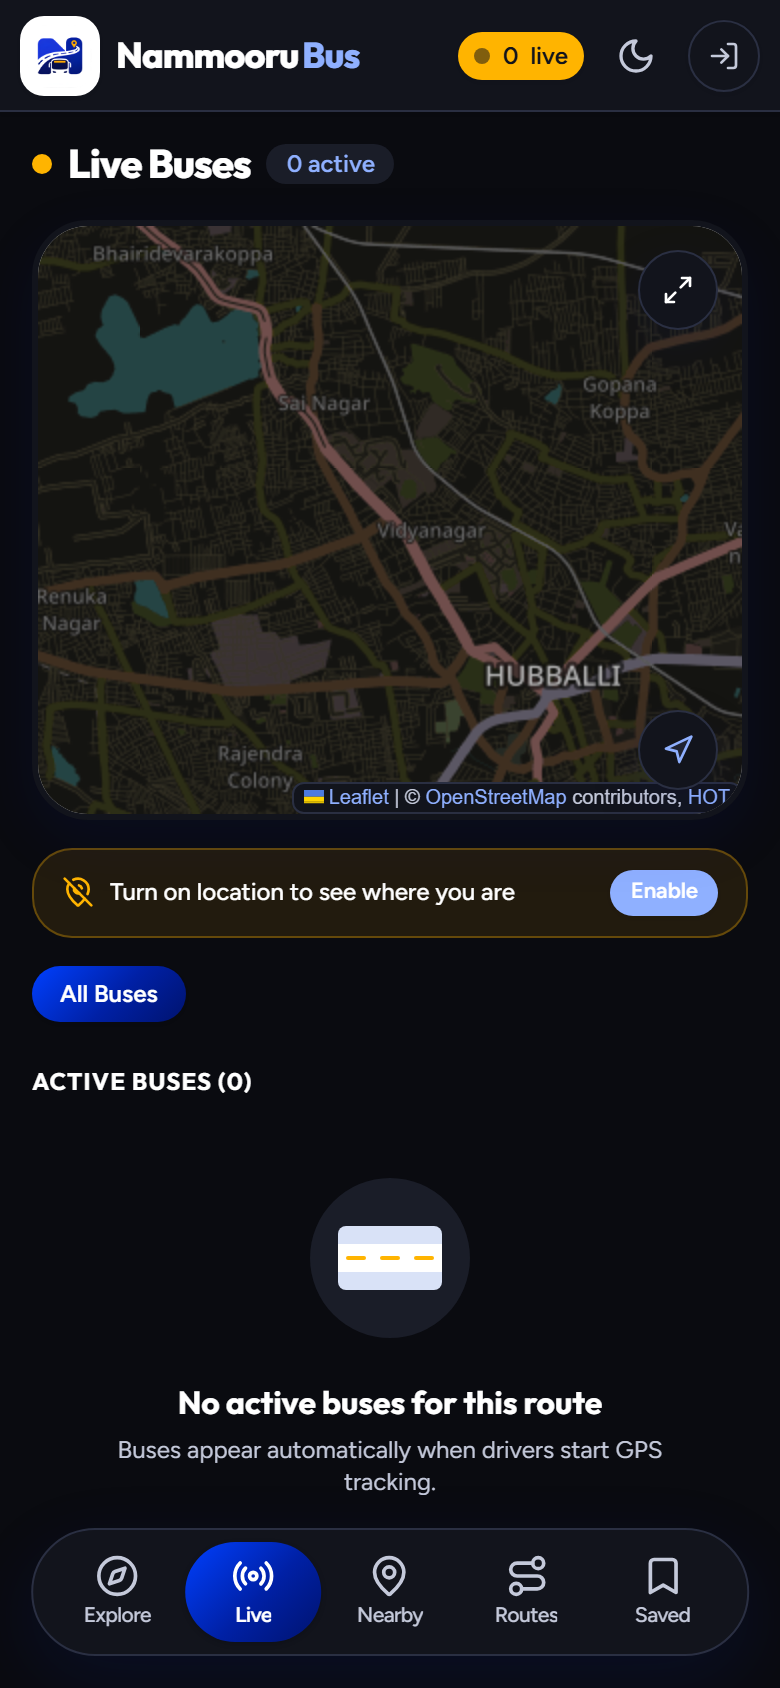 Nammooru Bus
0 live
Live Buses
0 active
Bhairidevarakoppa
Sai Nagar
Gopana
Koppa
Vidyanagar
Renuka
Nagar
HUBBALLI
Rajendra
Colony
Leaflet | © OpenStreetMap contributors, HOT
Turn on location to see where you are
Enable
All Buses
ACTIVE BUSES (0)
No active buses for this route
Buses appear automatically when drivers start GPS
tracking.
Explore
Live
Nearby
Routes
Saved